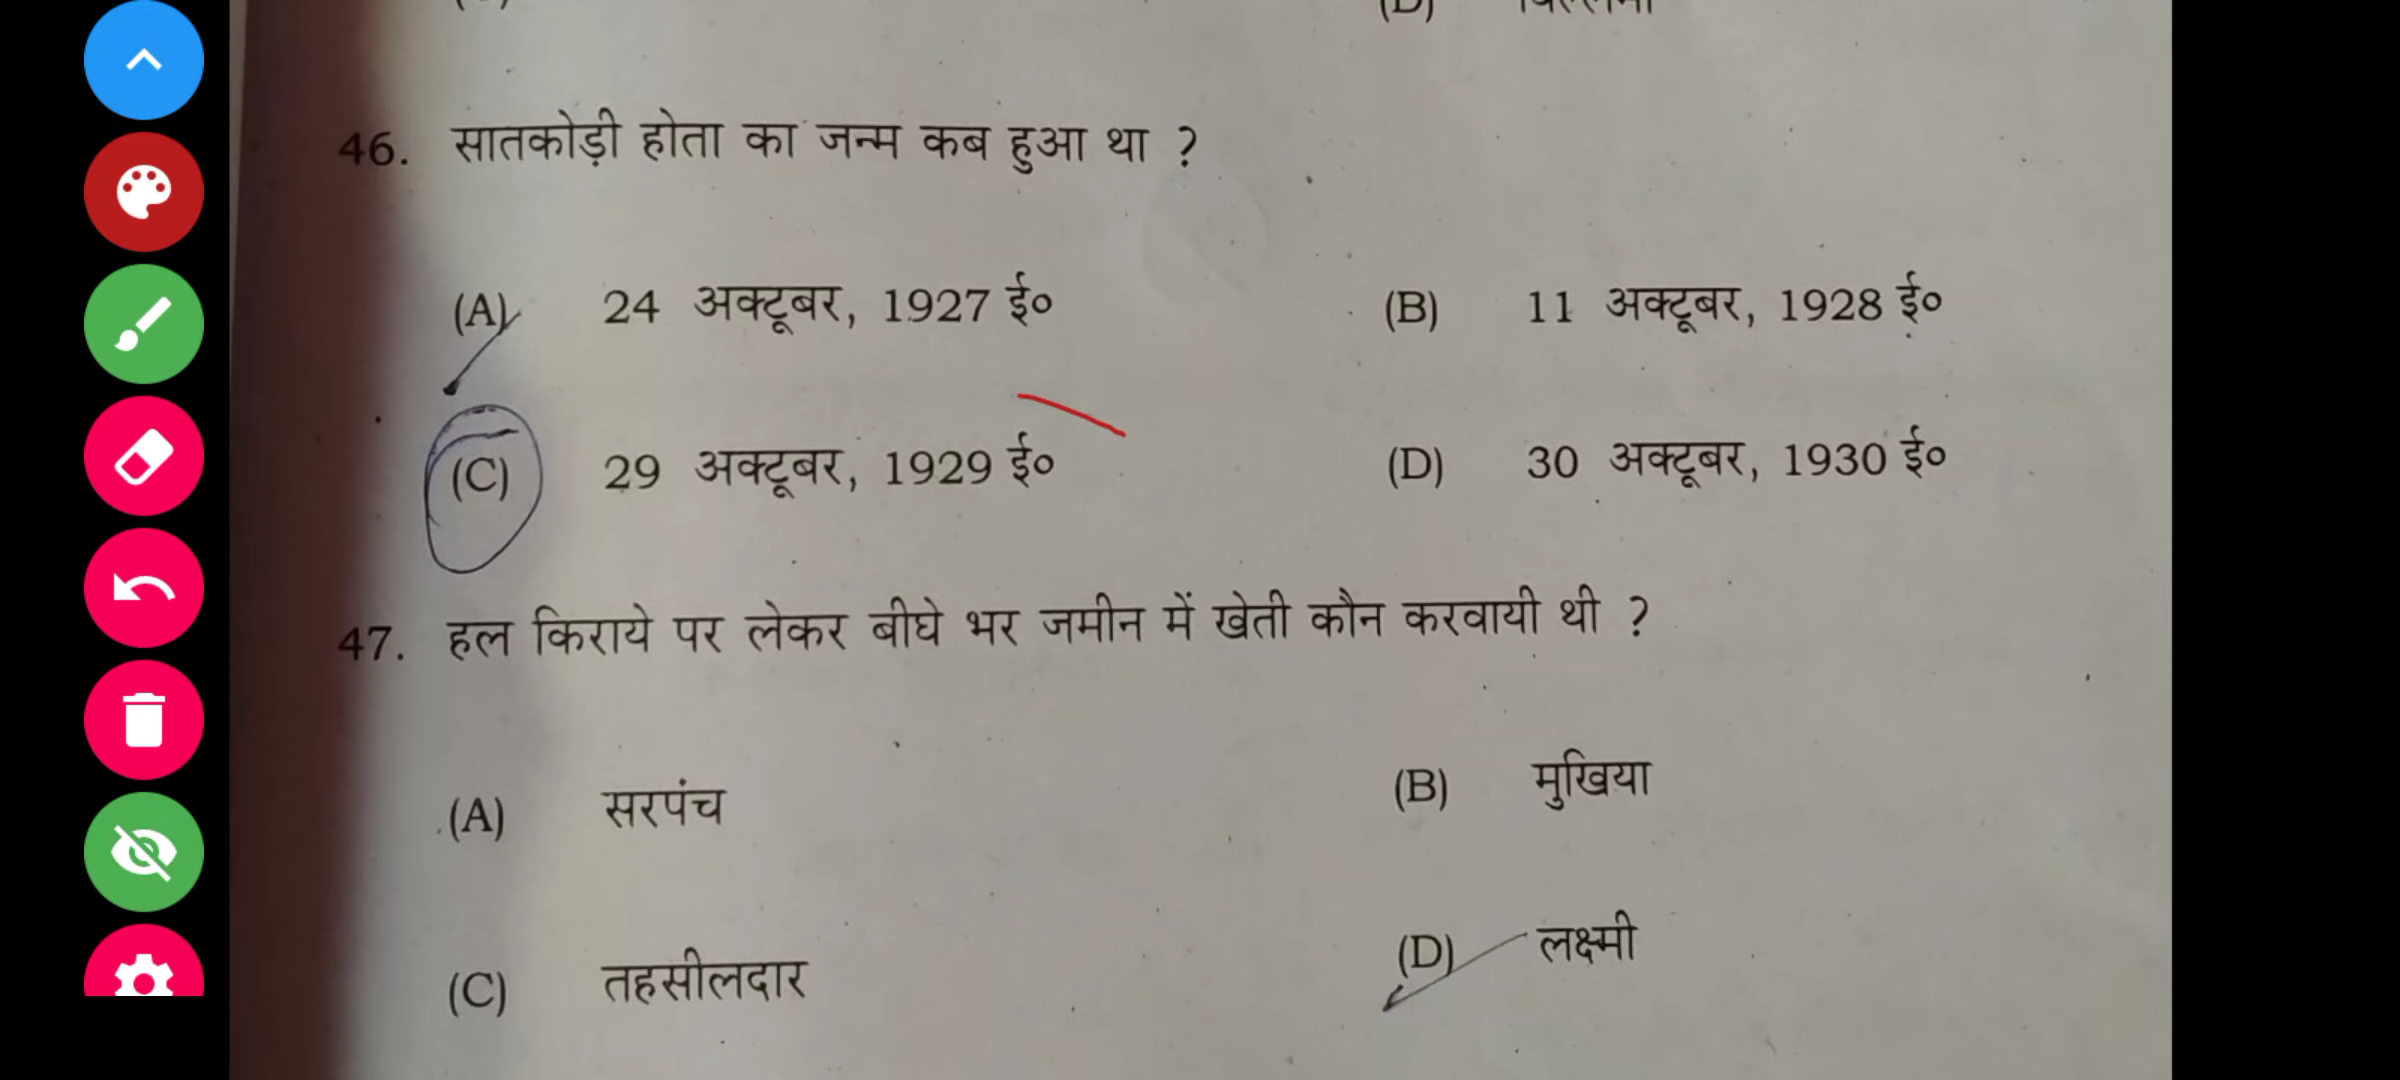 (D)
46. सातकोड़ी होता का जन्म कब हुआ था ?
(A) 24 अक्टूबर, 1927 ई० (B) 11 अक्टूबर, 1928 ई०
(C) 29 अक्टूबर, 1929 ई० (D) 30 अक्टूबर, 1930 ई०
47. हल किराये पर लेकर बीघे भर जमीन में खेती कौन करवायी थी ?
(A) सरपंच (B) मुखिया
(C) तहसीलदार (D) लक्ष्मी